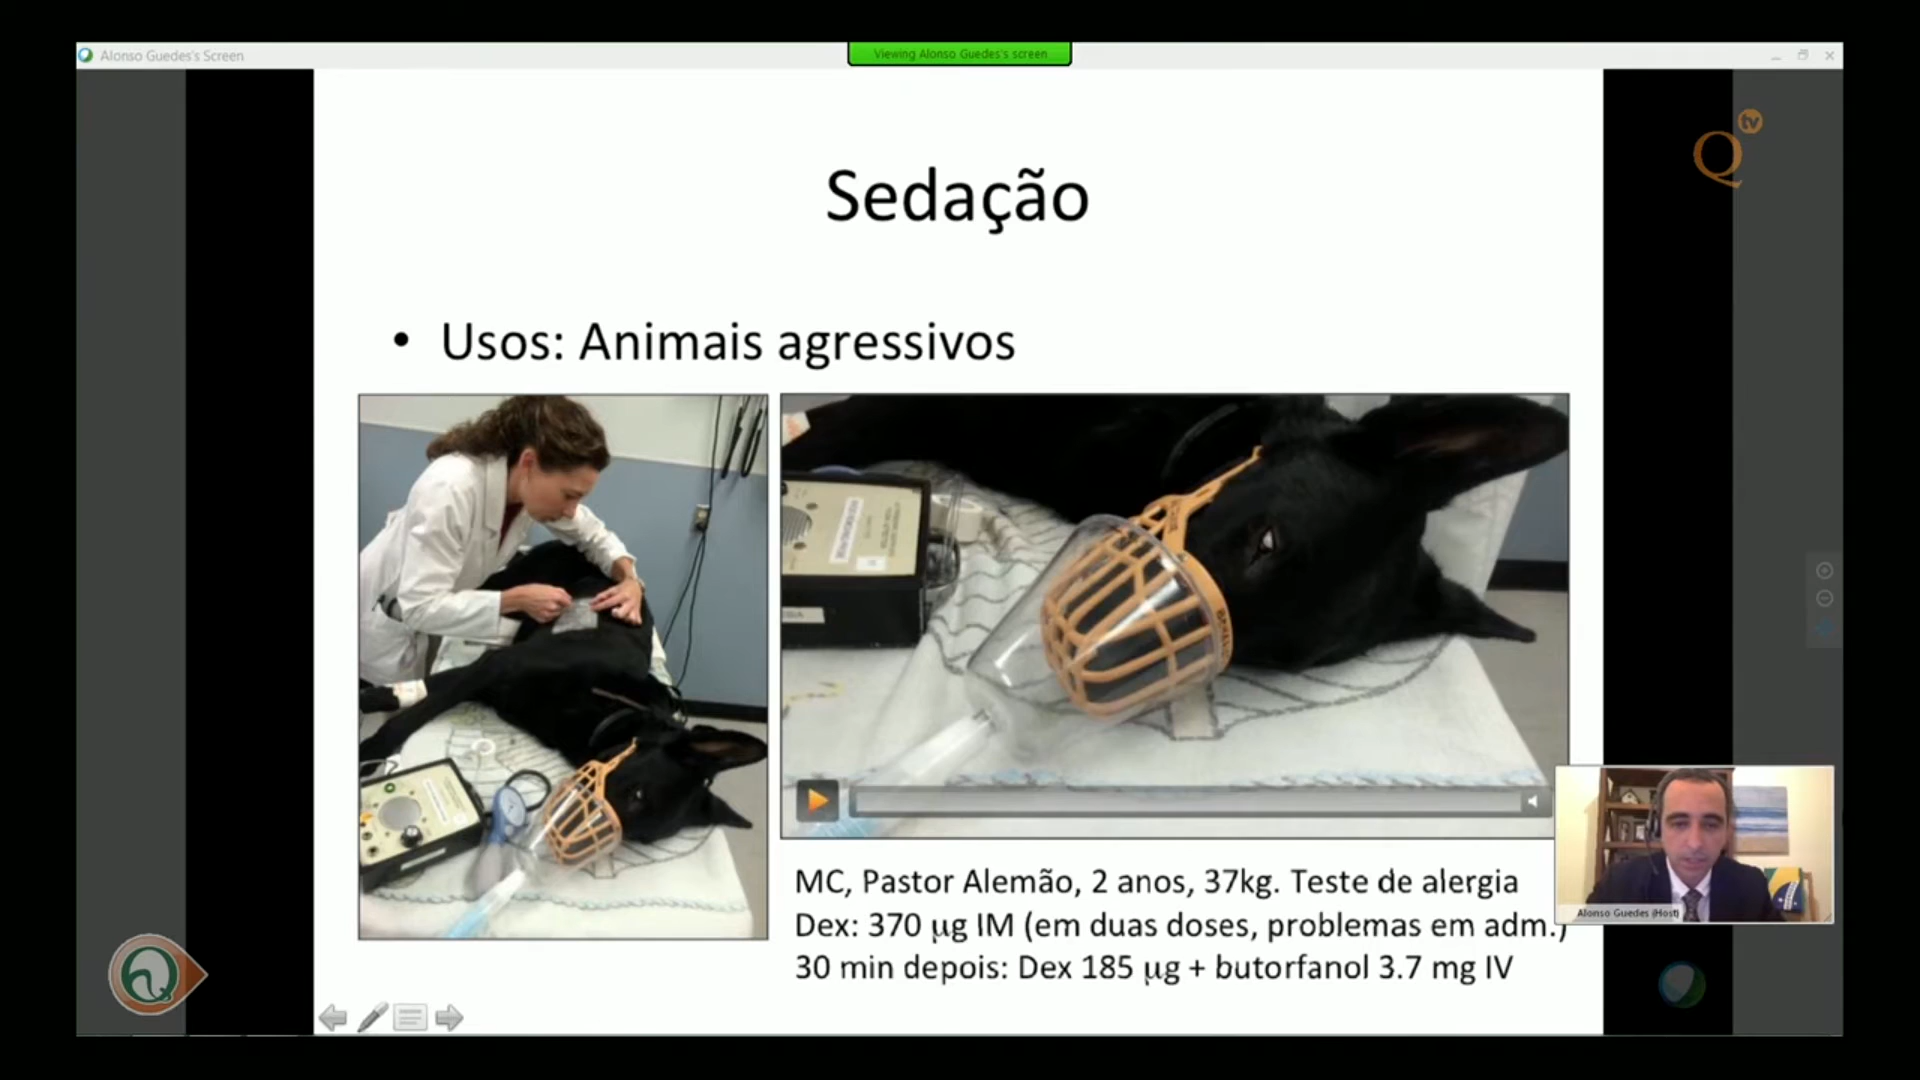 Alonso Guedes's Screen
Viewing Alonso Guedes's screen
tv
Q
Sedação
• Usos: Animais agressivos
MC, Pastor Alemão, 2 anos, 37kg. Teste de alergia
Dex: 370 µg IM (em duas doses, problemas em adm.)
30 min depois: Dex 185 µg + butorfanol 3.7 mg IV
Alonso Guedes (Host)